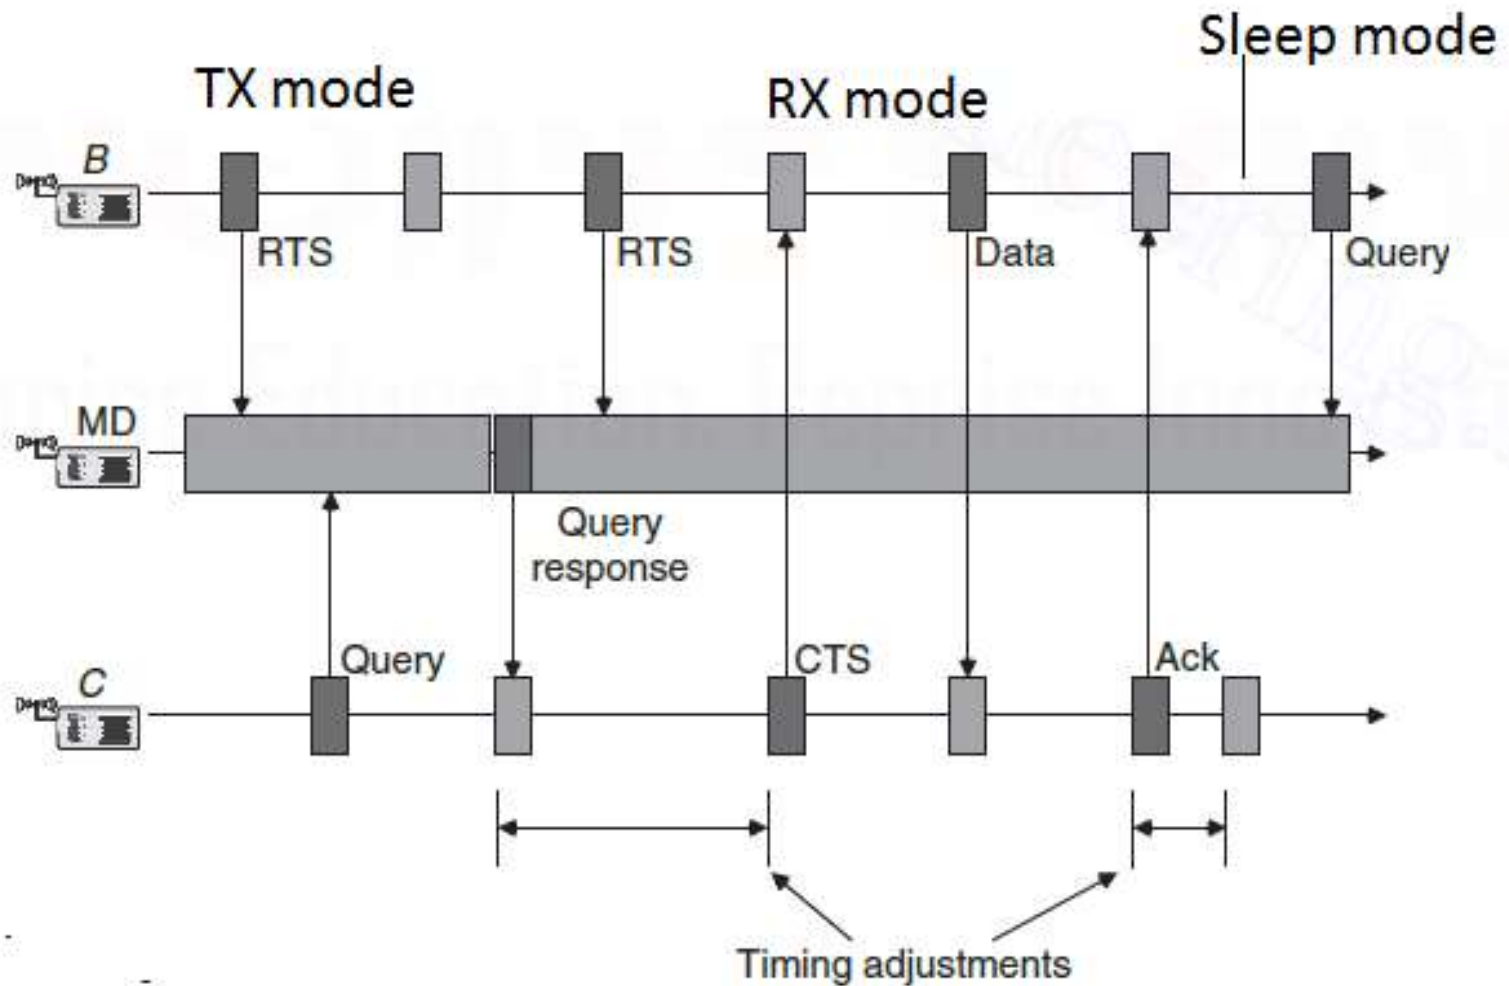 Sleep mode
TX mode
RX mode
B
RTS
RTS
Data
Query
MD
Query
response
C
Query
CTS
Ack
Timing adjustments